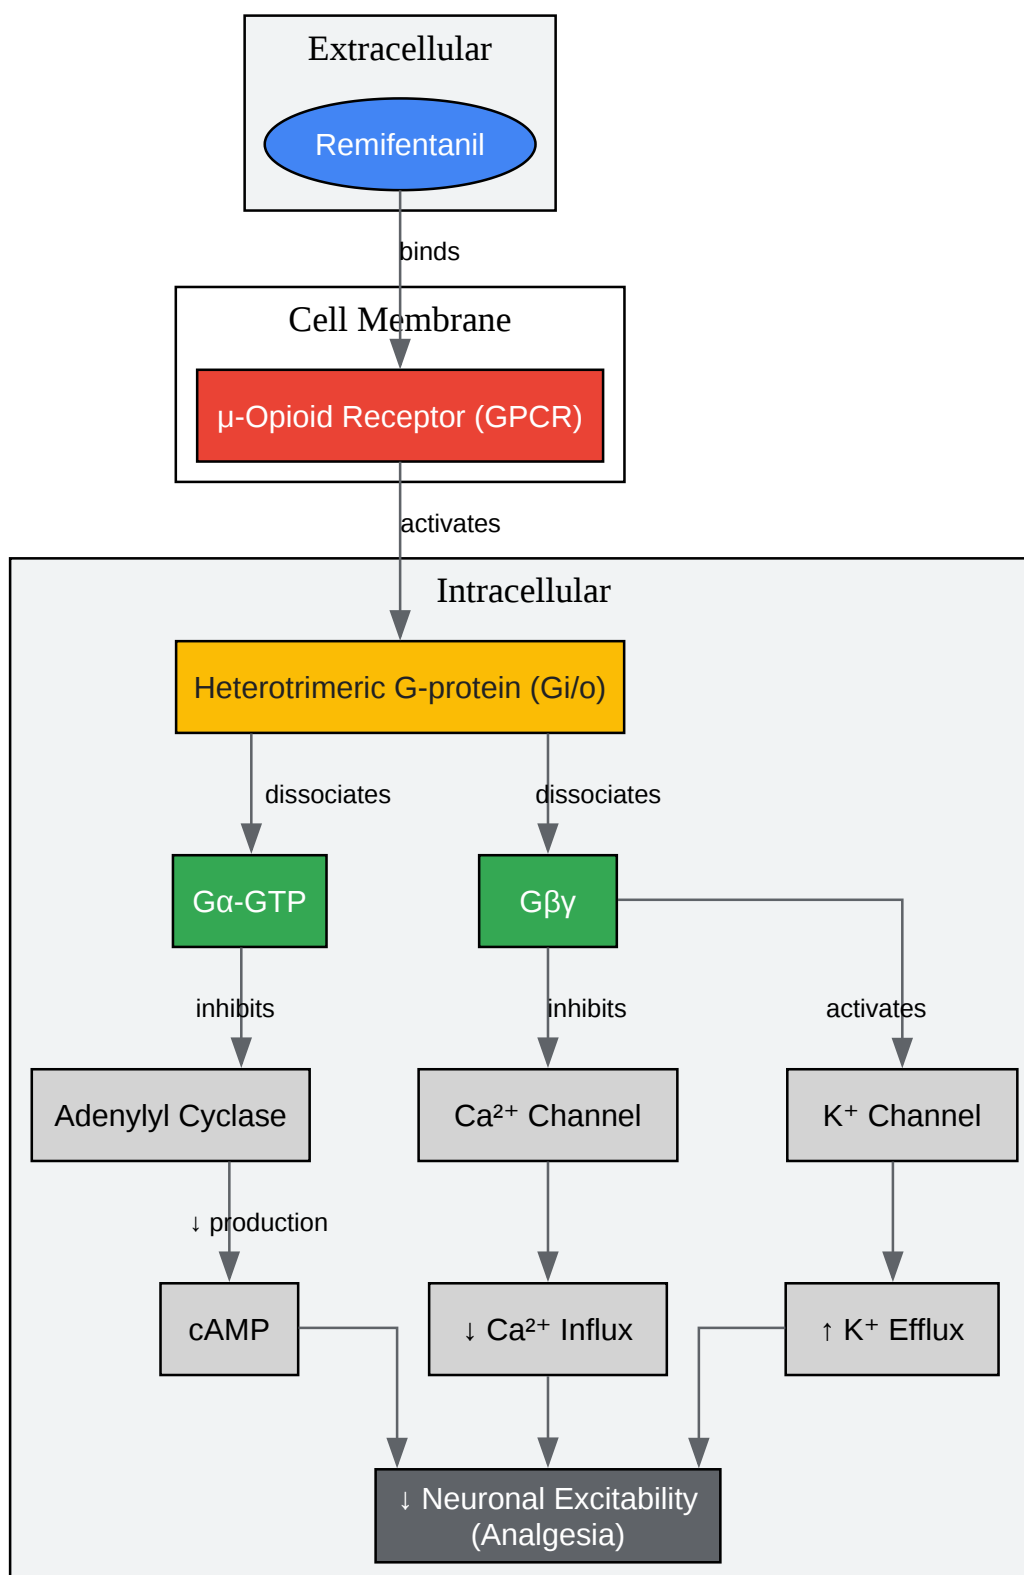 Extracellular
Remifentanil
binds
Cell Membrane
μ-Opioid Receptor (GPCR)
activates
Intracellular
Heterotrimeric G-protein (Gi/o)
dissociates
dissociates
Gα-GTP
Gβγ
inhibits
inhibits
activates
Adenylyl Cyclase
Ca²⁺ Channel
K⁺ Channel
↓ production
cAMP
↓ Ca²⁺ Influx
↑ K⁺ Efflux
↓ Neuronal Excitability
(Analgesia)